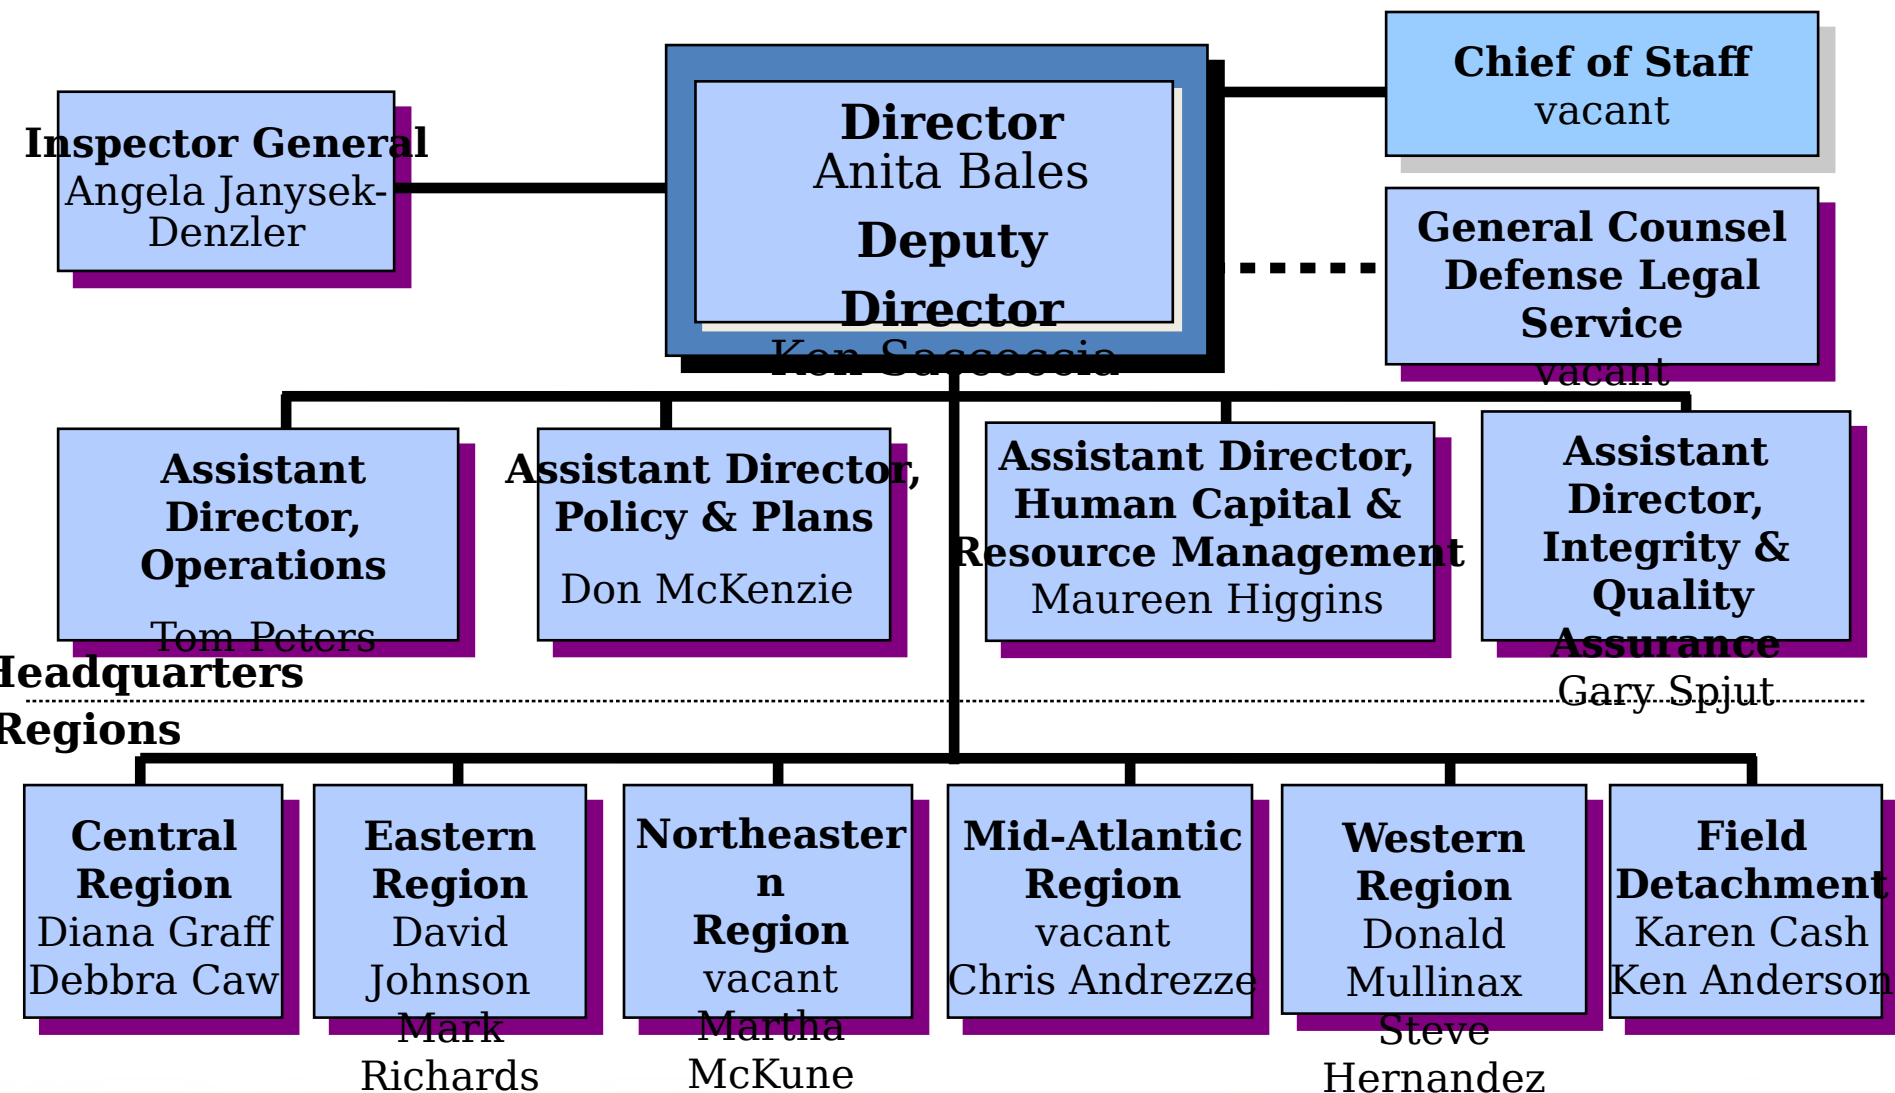 Chief of Staff
vacant
Inspector General
Angela Janysek-
Denzler
Director
Anita Bales
Deputy
Director
Ken Saccoccia
General Counsel
Defense Legal
Service
vacant
Assistant
Director,
Operations
Tom Peters
Assistant Director,
Policy & Plans
Don McKenzie
Assistant Director,
Human Capital &
Resource Management
Maureen Higgins
Assistant
Director,
Integrity &
Quality
Assurance
Gary Spjut
Headquarters
Regions
Central
Region
Diana Graff
Debbra Caw
Eastern
Region
David
Johnson
Mark
Richards
Northeaster
n
Region
vacant
Martha
McKune
Mid-Atlantic
Region
vacant
Chris Andrezze
Western
Region
Donald
Mullinax
Steve
Hernandez
Field
Detachment
Karen Cash
Ken Anderson